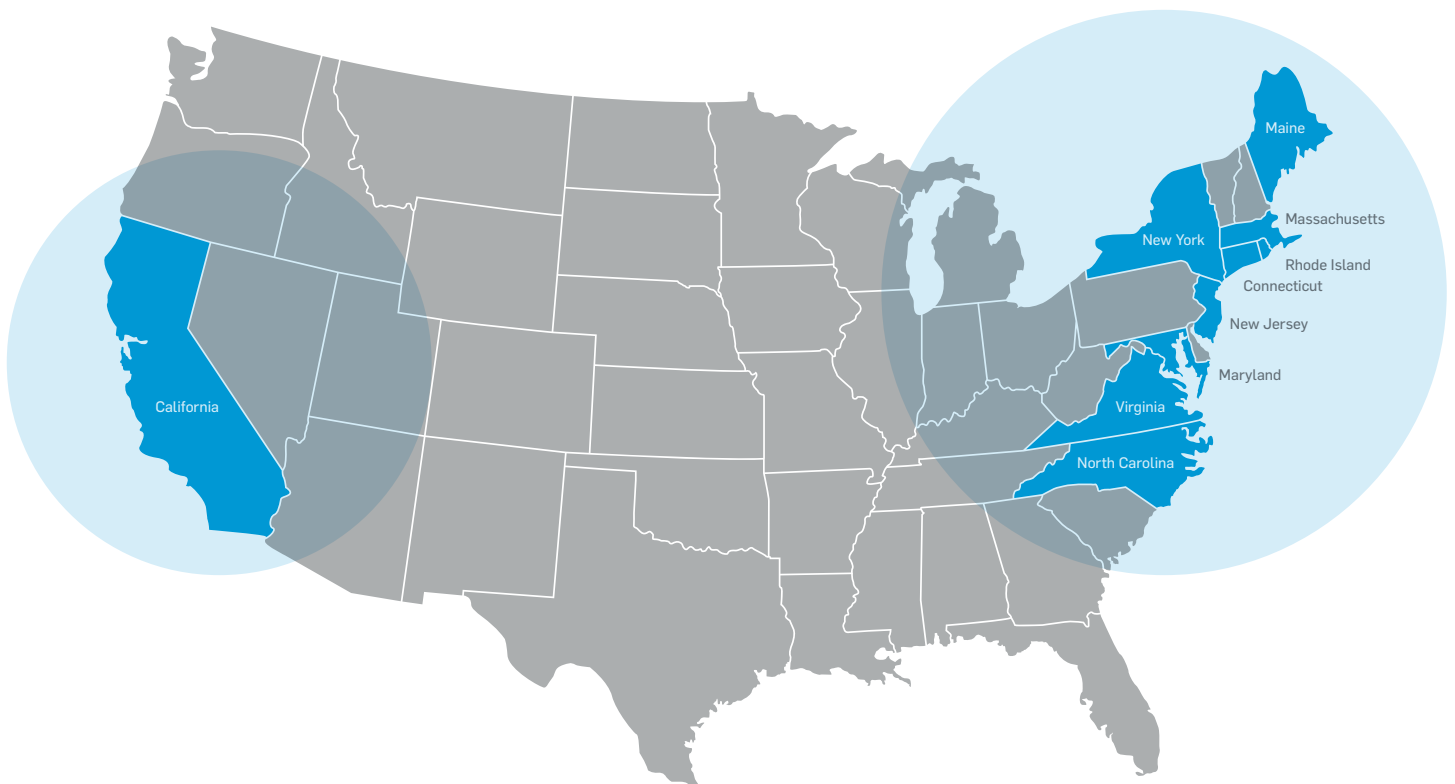 Maine
Massachusetts
New York
Rhode Island
Connecticut
New Jersey
Maryland
California
Virginia
North Carolina